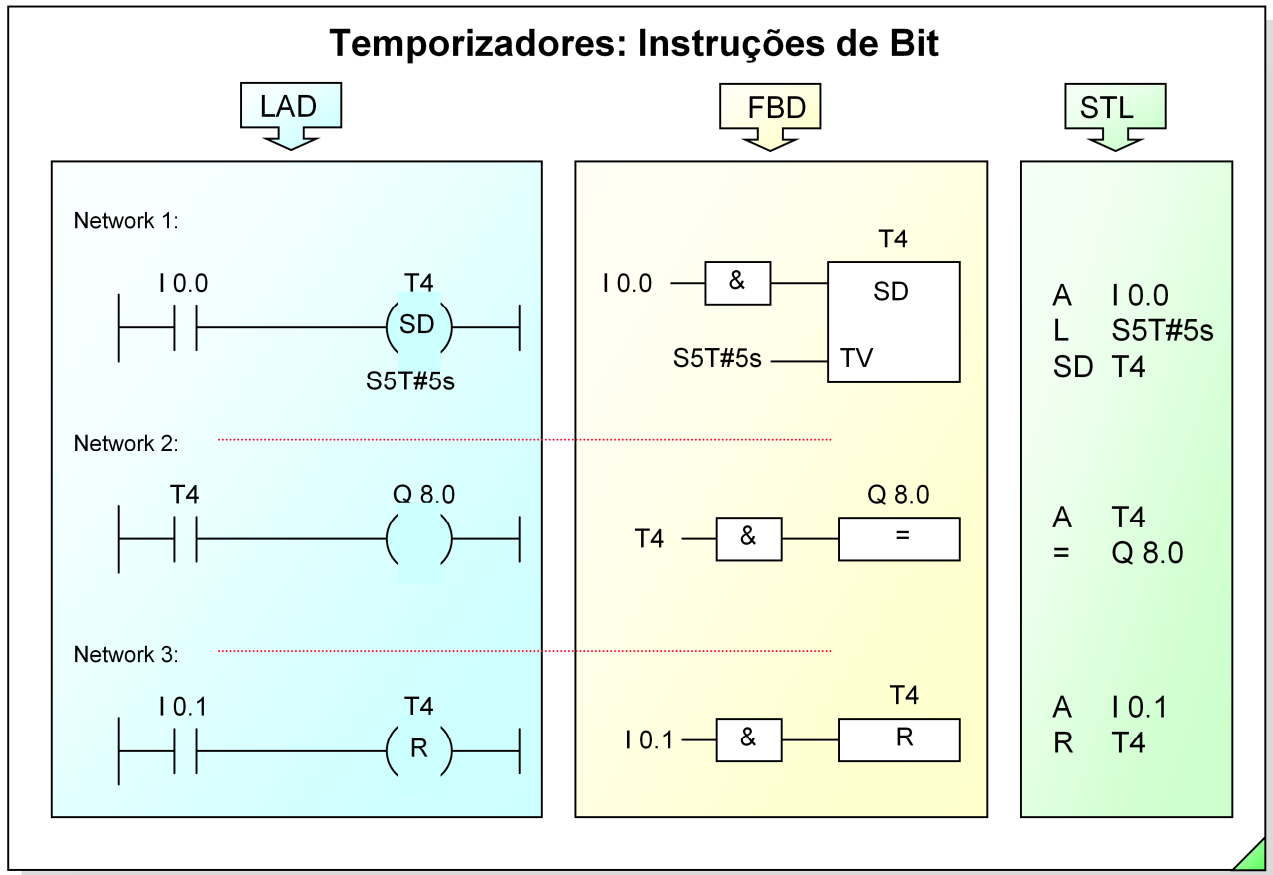 Temporizadores: Instruções de Bit
LAD
FBD
STL
Network 1:
I 0.0
T4
SD
S5T#5s
Network 2:
T4
Q 8.0
Network 3:
I 0.1
T4
R
T4
I 0.0
&
SD
S5T#5s
TV
Q 8.0
T4
&
=
T4
I 0.1
&
R
A I 0.0
L S5T#5s
SD T4
A T4
= Q 8.0
A I 0.1
R T4